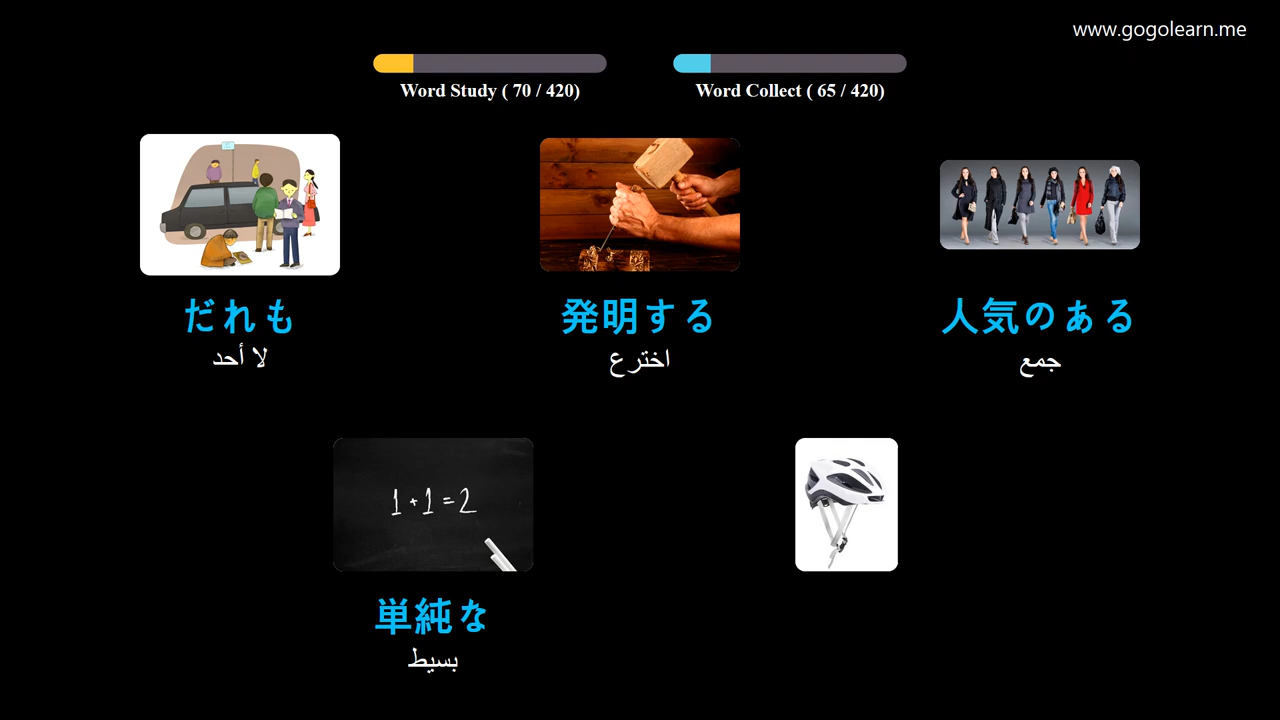 www.gogolearn.me
Word Study ( 70 / 420)
Word Collect ( 65 / 420)
だれも
لا أحد
発明する
اخترع
人気のある
جمع
1+1=2
単純な
بسيط